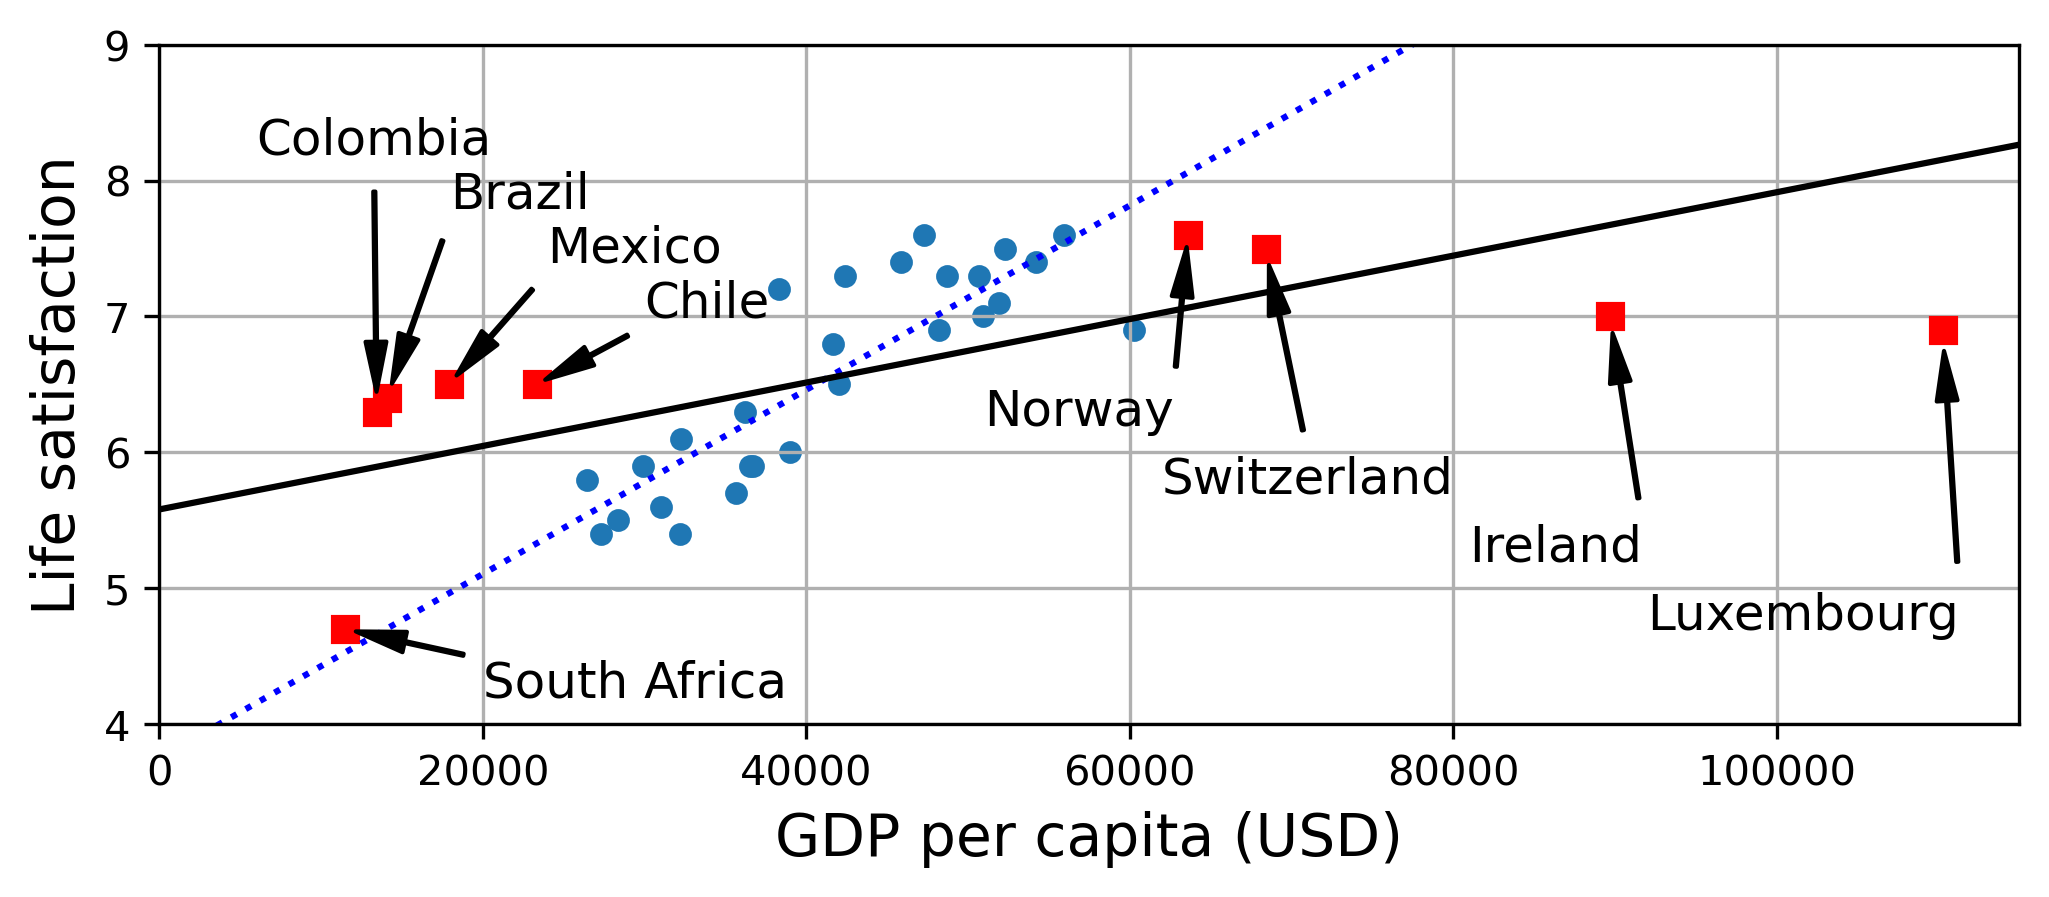 9
Colombia
8
Brazil
Mexico
Chile
7
Norway
6
Switzerland
Ireland
5
Luxembourg
South Africa
4
0 20000 40000 60000 80000 100000
GDP per capita (USD)
Life satisfaction